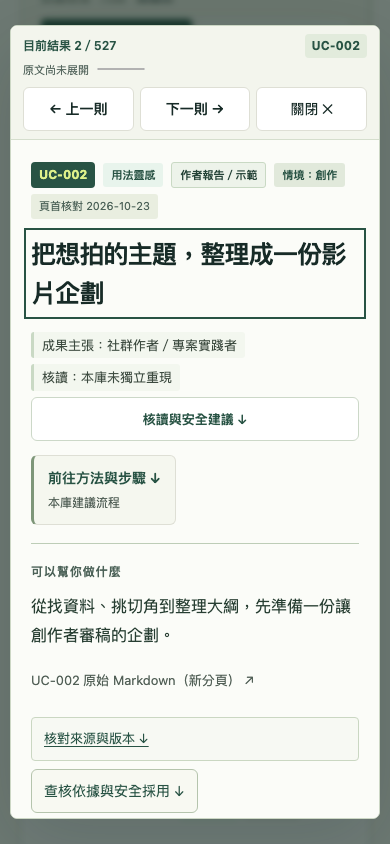 目前結果 2 / 527
UC-002
原文尚未展開
← 上一則
下一則 →
關閉 ✕
UC-002
用法靈感
作者報告 / 示範
情境：創作
頁首核對 2026-10-23
把想拍的主題，整理成一份影
片企劃
成果主張：社群作者 / 專案實踐者
核讀：本庫未獨立重現
核讀與安全建議 ↓
前往方法與步驟 ↓
本庫建議流程
可以幫你做什麼
從找資料、挑切角到整理大綱，先準備一份讓
創作者審稿的企劃。
UC-002 原始 Markdown（新分頁） ↗
核對來源與版本 ↓
查核依據與安全採用 ↓